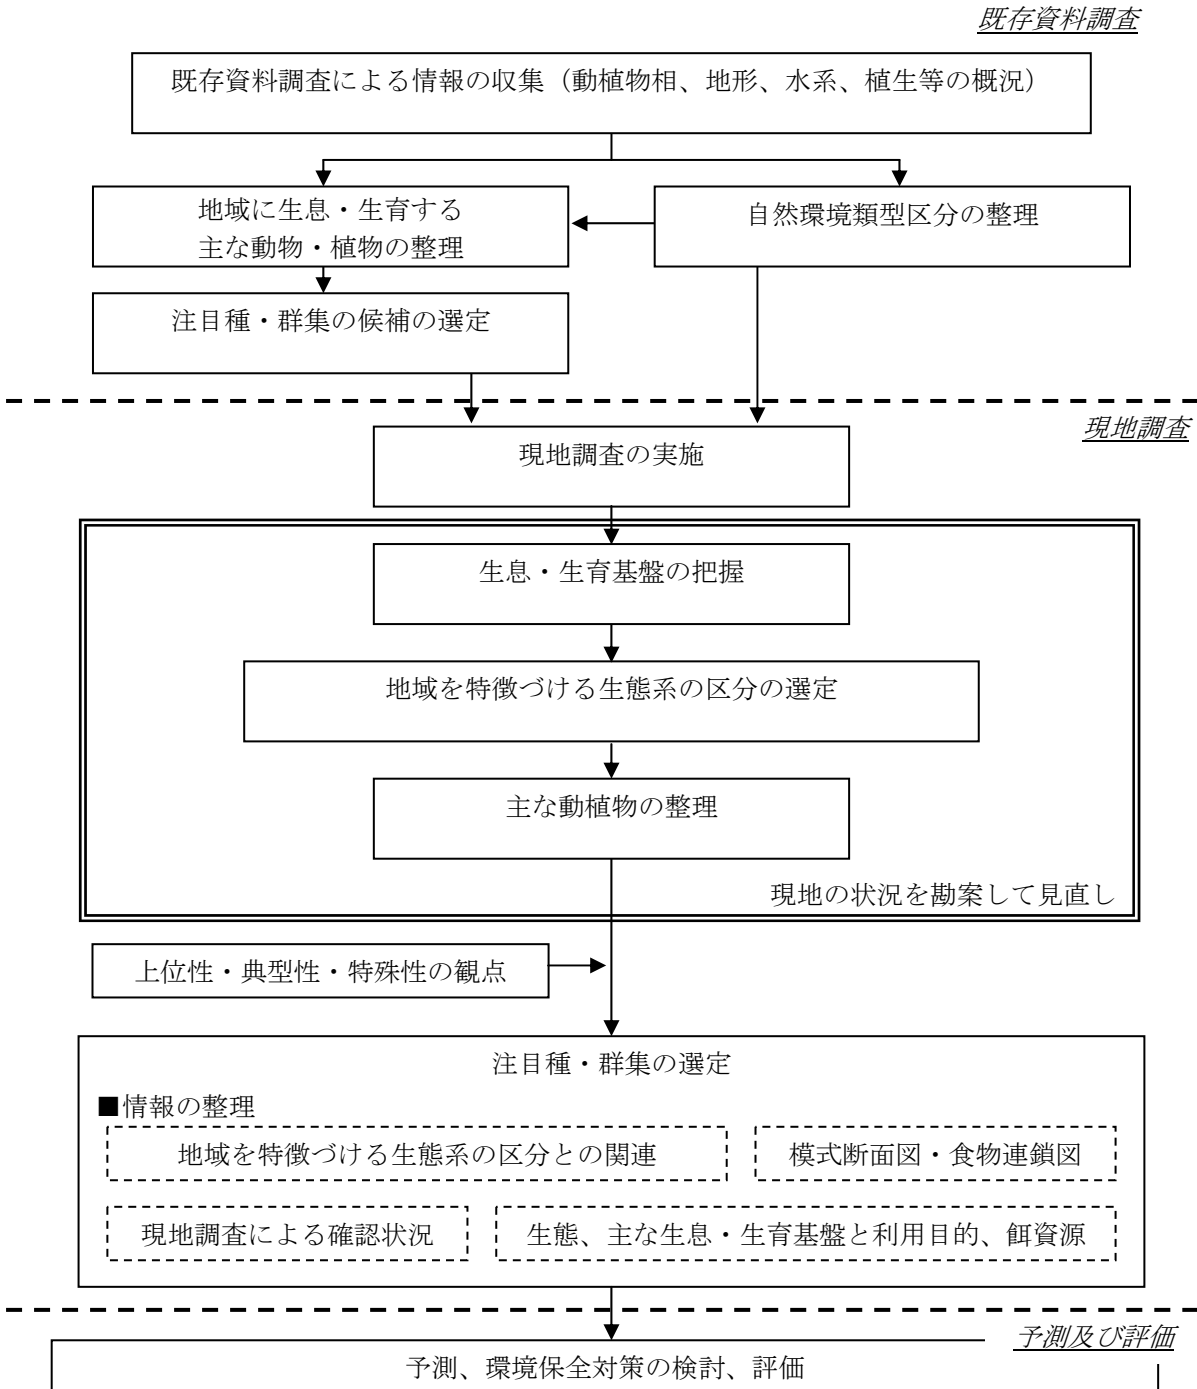 既存資料調査
既存資料調査による情報の収集（動植物相、地形、水系、植生等の概況）
地域に生息・生育する
主な動物・植物の整理
自然環境類型区分の整理
注目種・群集の候補の選定
現地調査
現地調査の実施
生息・生育基盤の把握
地域を特徴づける生態系の区分の選定
主な動植物の整理
現地の状況を勘案して見直し
上位性・典型性・特殊性の観点
注目種・群集の選定
■情報の整理
地域を特徴づける生態系の区分との関連
模式断面図・食物連鎖図
現地調査による確認状況
生態、主な生息・生育基盤と利用目的、餌資源
予測及び評価
予測、環境保全対策の検討、評価